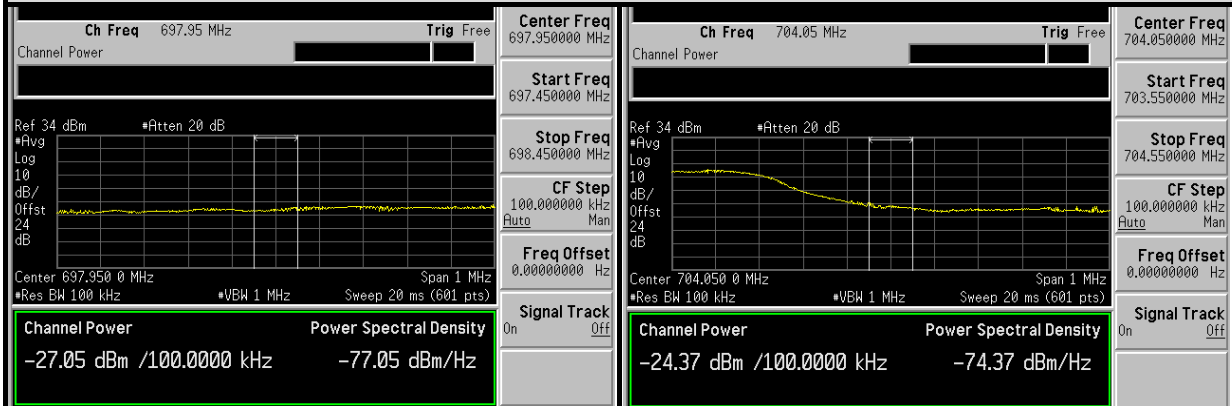 Ch Freq 697.95 MHz Trig Free
Channel Power
Ref 34 dBm #Atten 20 dB
#Avg
Log
10
dB/
Offst
24
dB
Center 697.950 0 MHz Span 1 MHz
#Res BW 100 kHz #VBW 1 MHz Sweep 20 ms (601 pts)
Channel Power Power Spectral Density
-27.05 dBm /100.0000 kHz -77.05 dBm/Hz
Center Freq
697.950000 MHz
Start Freq
697.450000 MHz
Stop Freq
698.450000 MHz
CF Step
100.000000 kHz
Auto Man
Freq Offset
0.00000000 Hz
Signal Track
On Off
Ch Freq 704.05 MHz Trig Free
Channel Power
Ref 34 dBm #Atten 20 dB
#Avg
Log
10
dB/
Offst
24
dB
Center 704.050 0 MHz Span 1 MHz
#Res BW 100 kHz #VBW 1 MHz Sweep 20 ms (601 pts)
Channel Power Power Spectral Density
-24.37 dBm /100.0000 kHz -74.37 dBm/Hz
Center Freq
704.050000 MHz
Start Freq
703.550000 MHz
Stop Freq
704.550000 MHz
CF Step
100.000000 kHz
Auto Man
Freq Offset
0.00000000 Hz
Signal Track
On Off